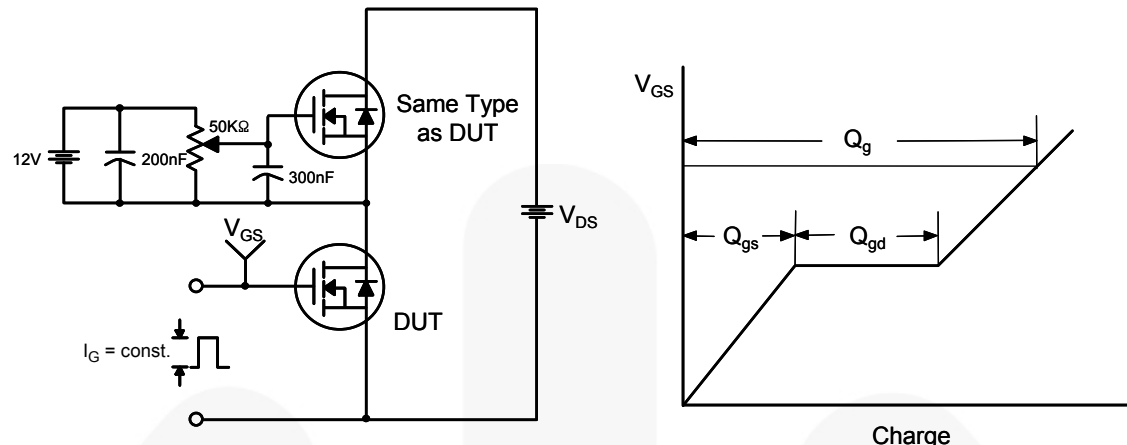 12V
200nF
50KΩ
300nF
Same Type
as DUT
V_GS
DUT
I_G = const.
V_DS
V_GS
Q_g
Q_gs
Q_gd
Charge